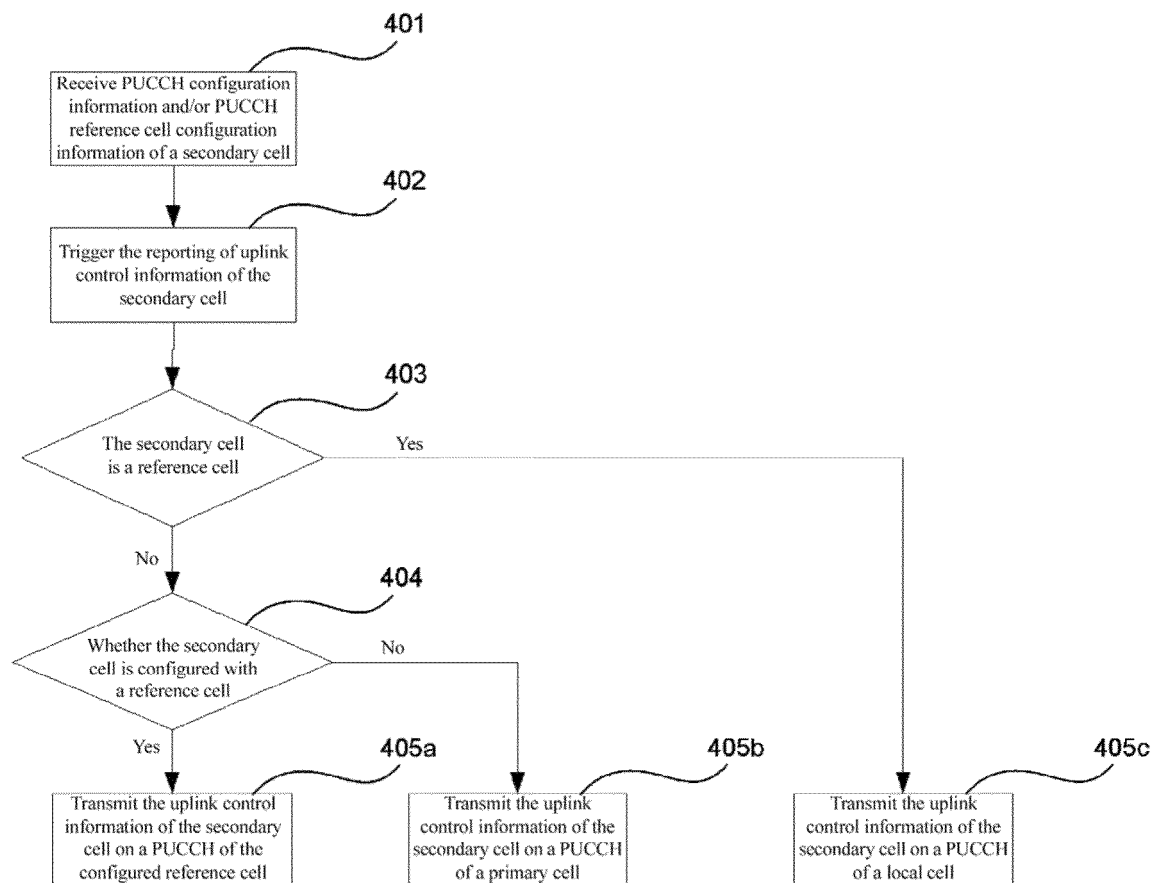 401
Receive PUCCH configuration
information and/or PUCCH
reference cell configuration
information of a secondary cell
402
Trigger the reporting of uplink
control information of the
secondary cell
403
The secondary cell
is a reference cell
Yes
No
404
Whether the secondary
cell is configured with
a reference cell
No
Yes
405a
Transmit the uplink control
information of the secondary
cell on a PUCCH of the
configured reference cell
405b
Transmit the uplink
control information of the
secondary cell on a PUCCH
of a primary cell
405c
Transmit the uplink
control information of the
secondary cell on a PUCCH
of a local cell